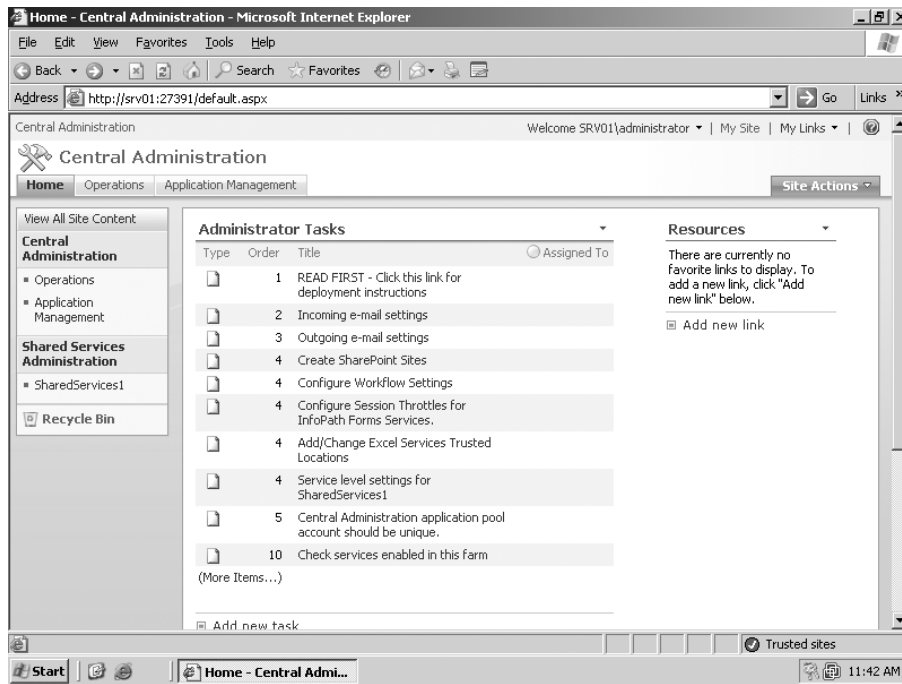 Home - Central Administration - Microsoft Internet Explorer
File Edit View Favorites Tools Help
Back Search Favorites
Address http://srv01:27391/default.aspx Go Links »
Central Administration Welcome SRV01\administrator | My Site | My Links |
Central Administration
Home Operations Application Management Site Actions
View All Site Content
Central
Administration
Operations
Application
Management
Shared Services
Administration
SharedServices1
Recycle Bin
Administrator Tasks
Type Order Title Assigned To
1 READ FIRST - Click this link for
deployment instructions
2 Incoming e-mail settings
3 Outgoing e-mail settings
4 Create SharePoint Sites
4 Configure Workflow Settings
4 Configure Session Throttles for
InfoPath Forms Services.
4 Add/Change Excel Services Trusted
Locations
4 Service level settings for
SharedServices1
5 Central Administration application pool
account should be unique.
10 Check services enabled in this farm
(More Items...)
Add new task
Resources
There are currently no
favorite links to display. To
add a new link, click "Add
new link" below.
Add new link
Trusted sites
Start Home - Central Admi... 11:42 AM